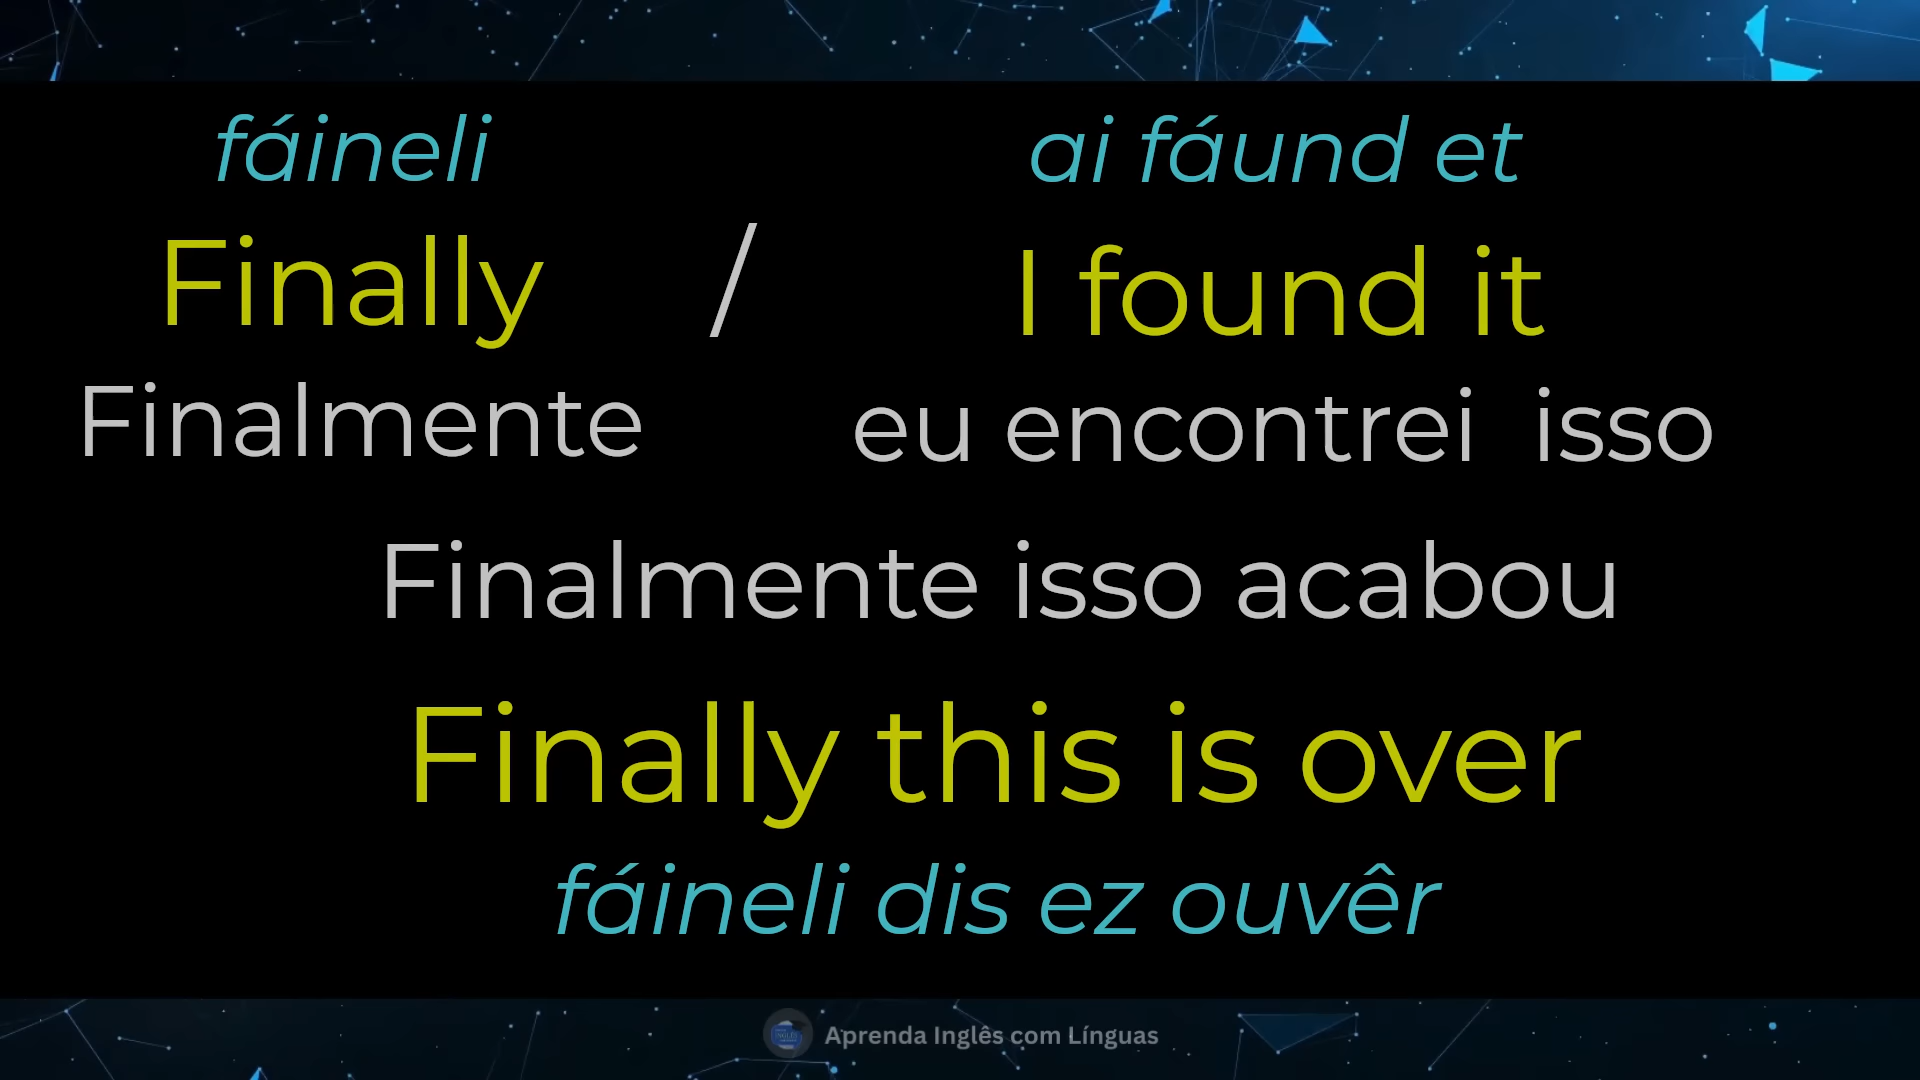 fáineli
ai fáund et
Finally / I found it
Finalmente eu encontrei isso
Finalmente isso acabou
Finally this is over
fáineli dis ez ouvêr
Aprenda Inglês com Línguas